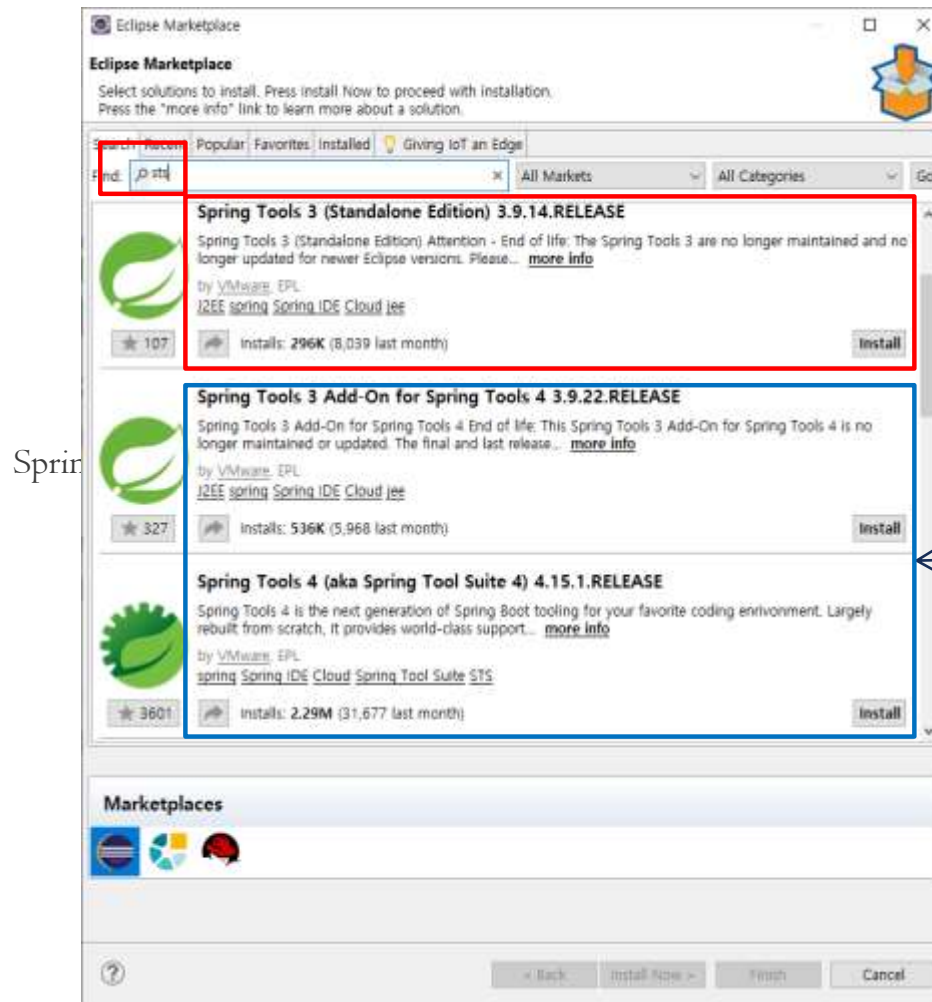 Eclipse Marketplace
Eclipse Marketplace
Select solutions to install. Press Install Now to proceed with installation.
Press the "more info" link to learn more about a solution.
Search Recent Popular Favorites Installed Giving IoT an Edge
Find: sts All Markets All Categories Go
Spring Tools 3 (Standalone Edition) 3.9.14.RELEASE
Spring Tools 3 (Standalone Edition) Attention - End of life: The Spring Tools 3 are no longer maintained and no
longer updated for newer Eclipse versions. Please... more info
by VMware, EPL
J2EE spring Spring IDE Cloud jee
107 Installs: 296K (8,039 last month) Install
Spring Tools 3 Add-On for Spring Tools 4 3.9.22.RELEASE
Spring Tools 3 Add-On for Spring Tools 4 End of life: This Spring Tools 3 Add-On for Spring Tools 4 is no
longer maintained or updated. The final and last release... more info
Sprin
by VMware, EPL
J2EE spring Spring IDE Cloud jee
327 Installs: 536K (5,968 last month) Install
Spring Tools 4 (aka Spring Tool Suite 4) 4.15.1.RELEASE
Spring Tools 4 is the next generation of Spring Boot tooling for your favorite coding enrivonment. Largely
rebuilt from scratch, it provides world-class support... more info
by VMware, EPL
spring Spring IDE Cloud Spring Tool Suite STS
3601 Installs: 2.29M (31,677 last month) Install
Marketplaces
? < Back Install Now > Finish Cancel